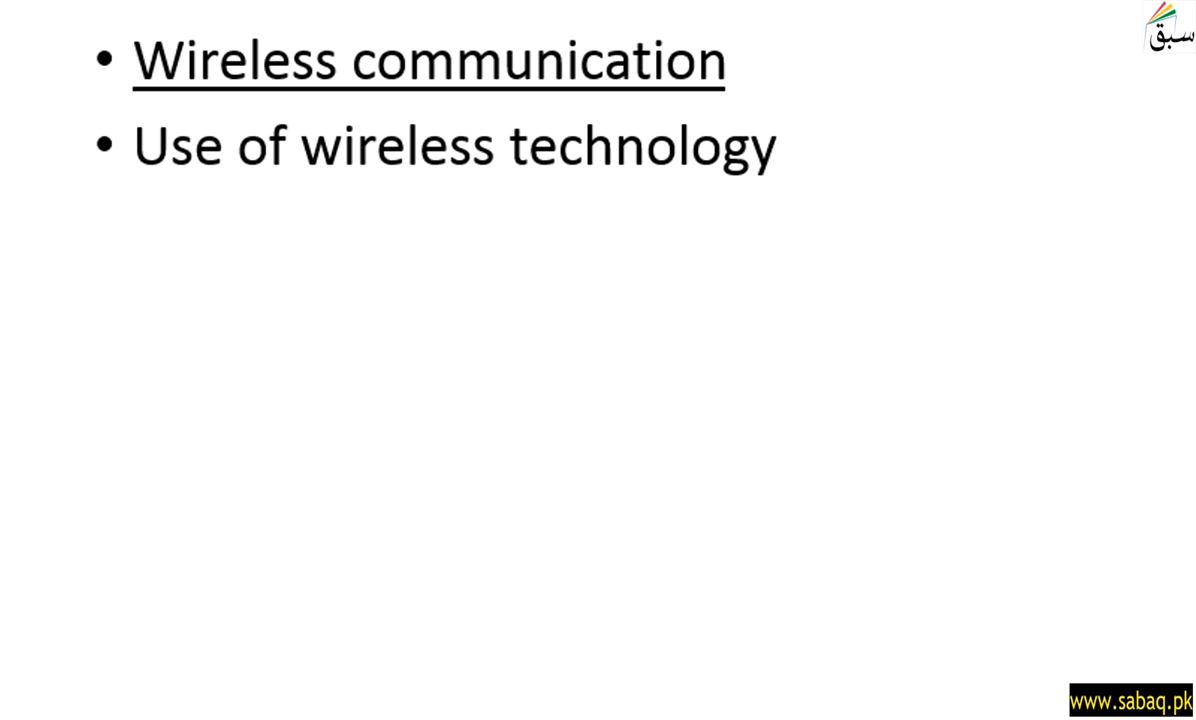 سبق
• Wireless communication
• Use of wireless technology
www.sabaq.pk